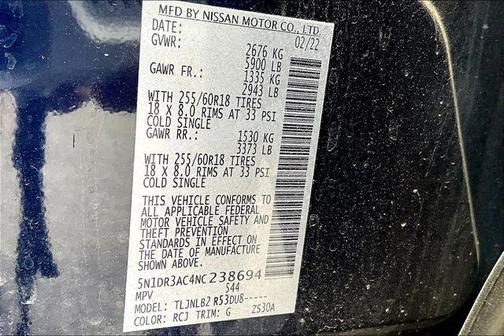 MFD BY NISSAN MOTOR CO., LTD.
DATE: 02/22
GVWR: 2676 KG
5900 LB
GAWR FR.: 1335 KG
2943 LB
WITH 255/60R18 TIRES
18 X 8.0 RIMS AT 33 PSI
COLD SINGLE
GAWR RR.: 1530 KG
3373 LB
WITH 255/60R18 TIRES
18 X 8.0 RIMS AT 33 PSI
COLD SINGLE
THIS VEHICLE CONFORMS TO
ALL APPLICABLE FEDERAL
MOTOR VEHICLE SAFETY AND
THEFT PREVENTION
STANDARDS IN EFFECT ON
THE DATE OF MANUFACTURE
SHOWN ABOVE.
5N1DR3AC4NC238694
MPV 544
MODEL: TLJNLB2 R53DU8-----
COLOR: RCJ TRIM: G ZS30A